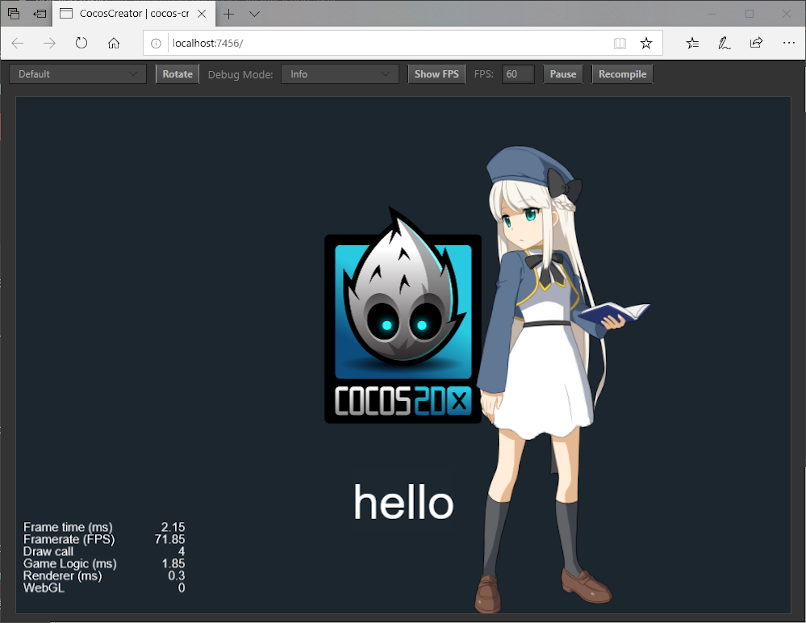 CocosCreator | cocos-cr
localhost:7456/
Default
Rotate
Debug Mode:
Info
Show FPS
FPS:
60
Pause
Recompile
COCOS2DX
hello
Frame time (ms) 2.15
Framerate (FPS) 71.85
Draw call 4
Game Logic (ms) 1.85
Renderer (ms) 0.3
WebGL 0